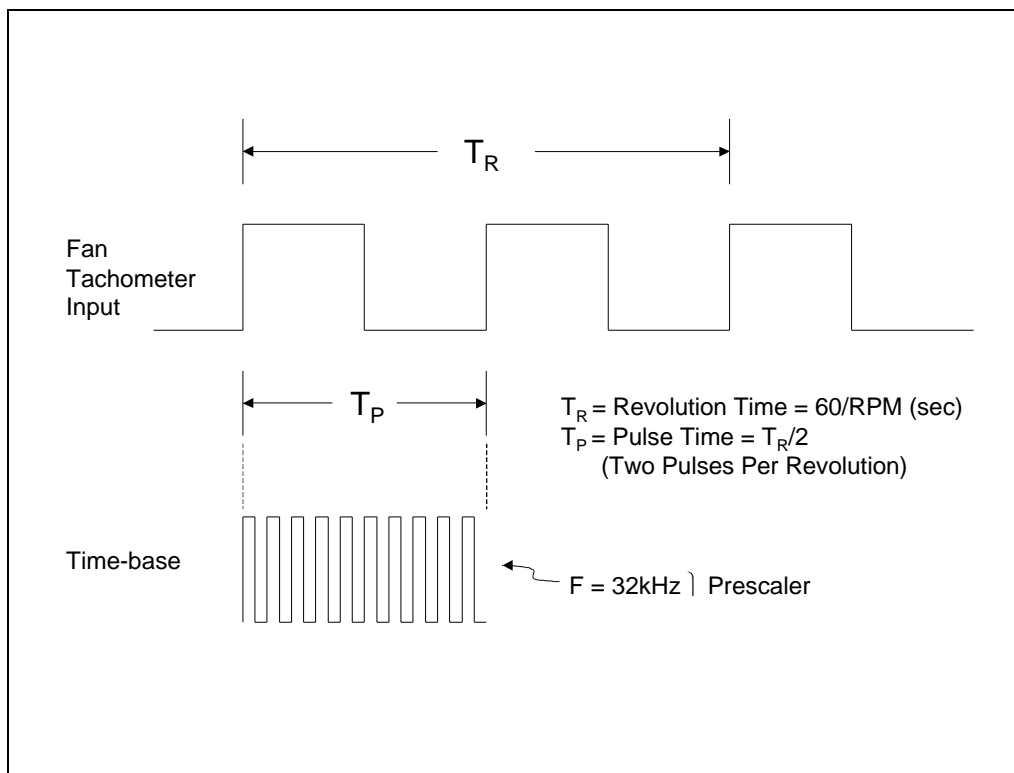 T_R
Fan
Tachometer
Input
T_P
T_R = Revolution Time = 60/RPM (sec)
T_P = Pulse Time = T_R/2
(Two Pulses Per Revolution)
Time-base
F = 32kHz ⎫ Prescaler